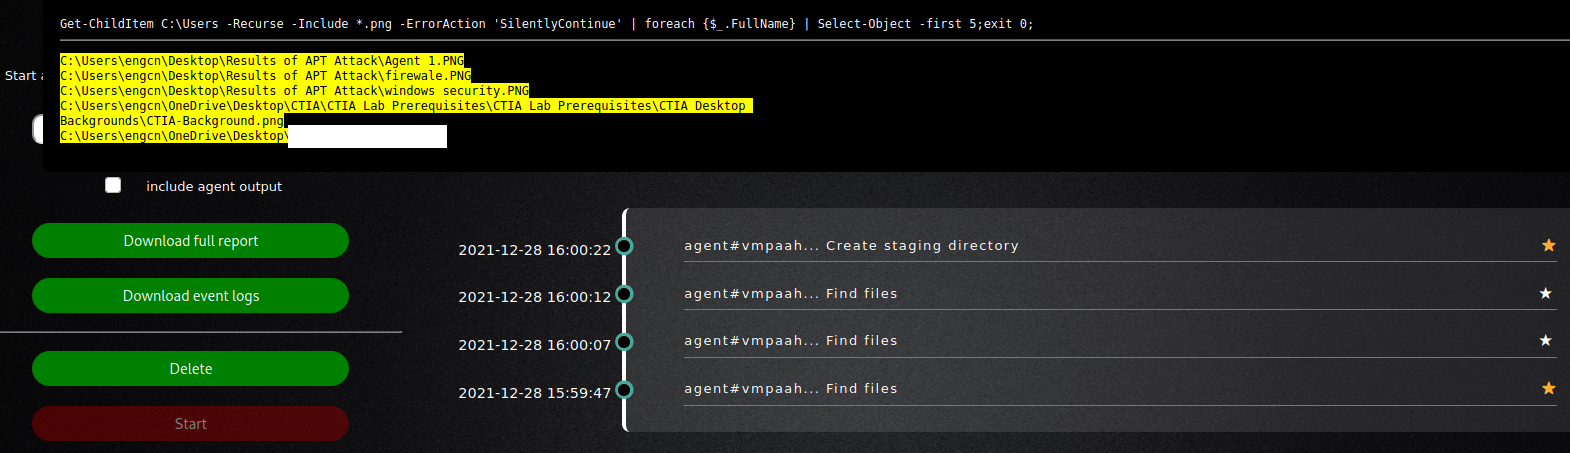 Get-ChildItem C:\Users -Recurse -Include *.png -ErrorAction 'SilentlyContinue' | foreach {$_.FullName} | Select-Object -first 5;exit 0;
C:\Users\engcn\Desktop\Results of APT Attack\Agent 1.PNG
C:\Users\engcn\Desktop\Results of APT Attack\firewale.PNG
C:\Users\engcn\Desktop\Results of APT Attack\windows security.PNG
C:\Users\engcn\OneDrive\Desktop\CTIA\CTIA Lab Prerequisites\CTIA Lab Prerequisites\CTIA Desktop
Backgrounds\CTIA-Background.png
C:\Users\engcn\OneDrive\Desktop\
Start
include agent output
Download full report
Download event logs
Delete
Start
2021-12-28 16:00:22 agent#vmpaah... Create staging directory
2021-12-28 16:00:12 agent#vmpaah... Find files
2021-12-28 16:00:07 agent#vmpaah... Find files
2021-12-28 15:59:47 agent#vmpaah... Find files